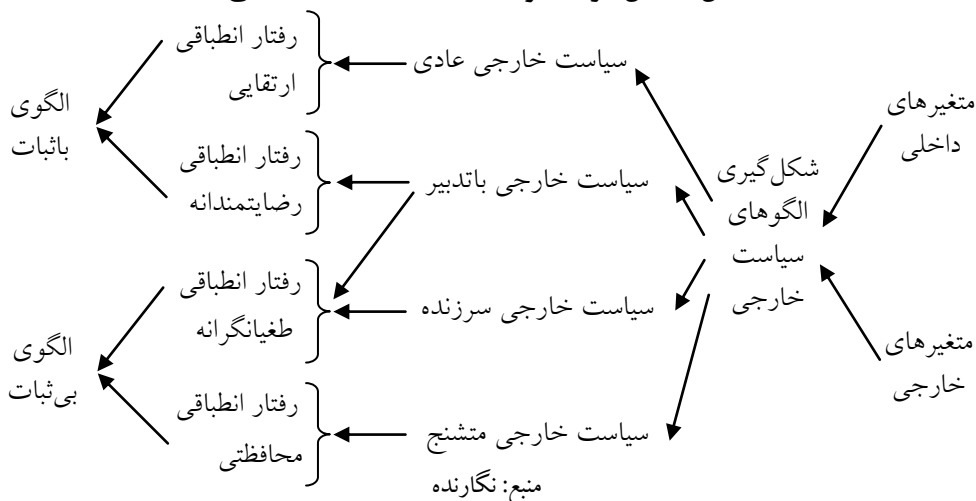 متغیرهای
داخلی
متغیرهای
خارجی
شکل‌گیری
الگوهای
سیاست
خارجی
سیاست خارجی عادی
سیاست خارجی باتدبیر
سیاست خارجی سرزنده
سیاست خارجی متشنج
رفتار انطباقی
ارتقایی
رفتار انطباقی
رضایتمندانه
رفتار انطباقی
طغیانگرانه
رفتار انطباقی
محافظتی
الگوی
باثبات
الگوی
بی‌ثبات
منبع: نگارنده